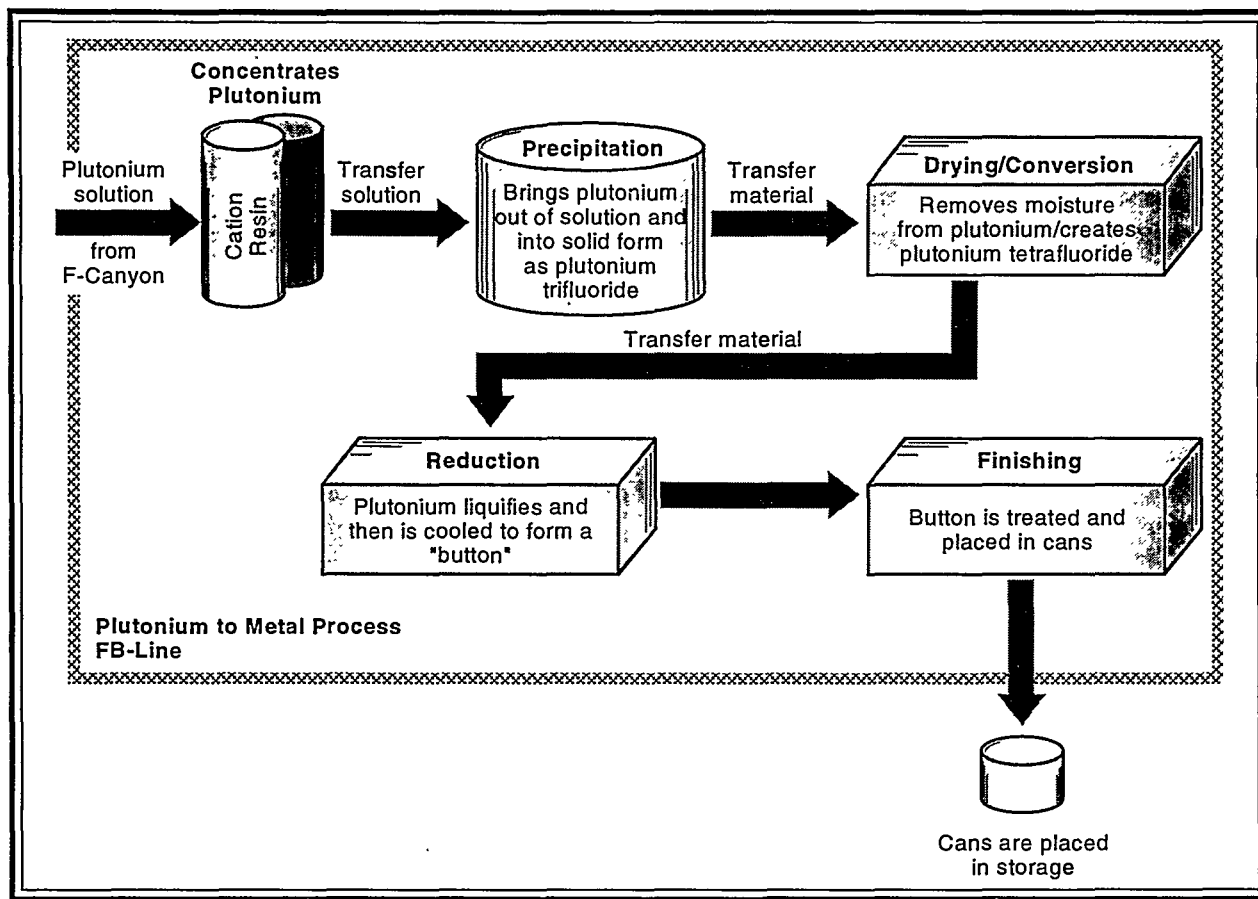 Concentrates
Plutonium
Plutonium
solution
from
F-Canyon
Cation
Resin
Transfer
solution
Precipitation
Brings plutonium
out of solution and
into solid form
as plutonium
trifluoride
Transfer
material
Drying/Conversion
Removes moisture
from plutonium/creates
plutonium tetrafluoride
Transfer material
Reduction
Plutonium liquifies and
then is cooled to form a
"button"
Finishing
Button is treated and
placed in cans
Plutonium to Metal Process
FB-Line
Cans are placed
in storage